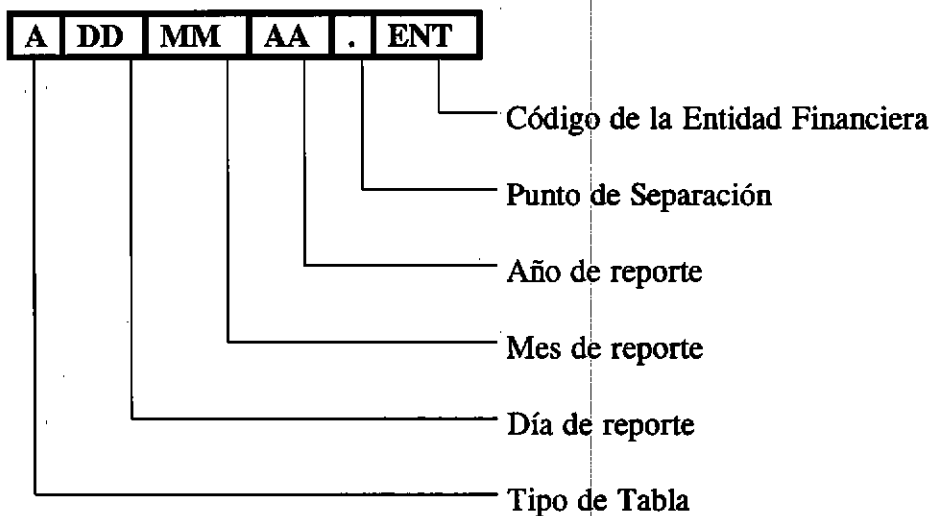 A DD MM AA . ENT
Código de la Entidad Financiera
Punto de Separación
Año de reporte
Mes de reporte
Día de reporte
Tipo de Tabla